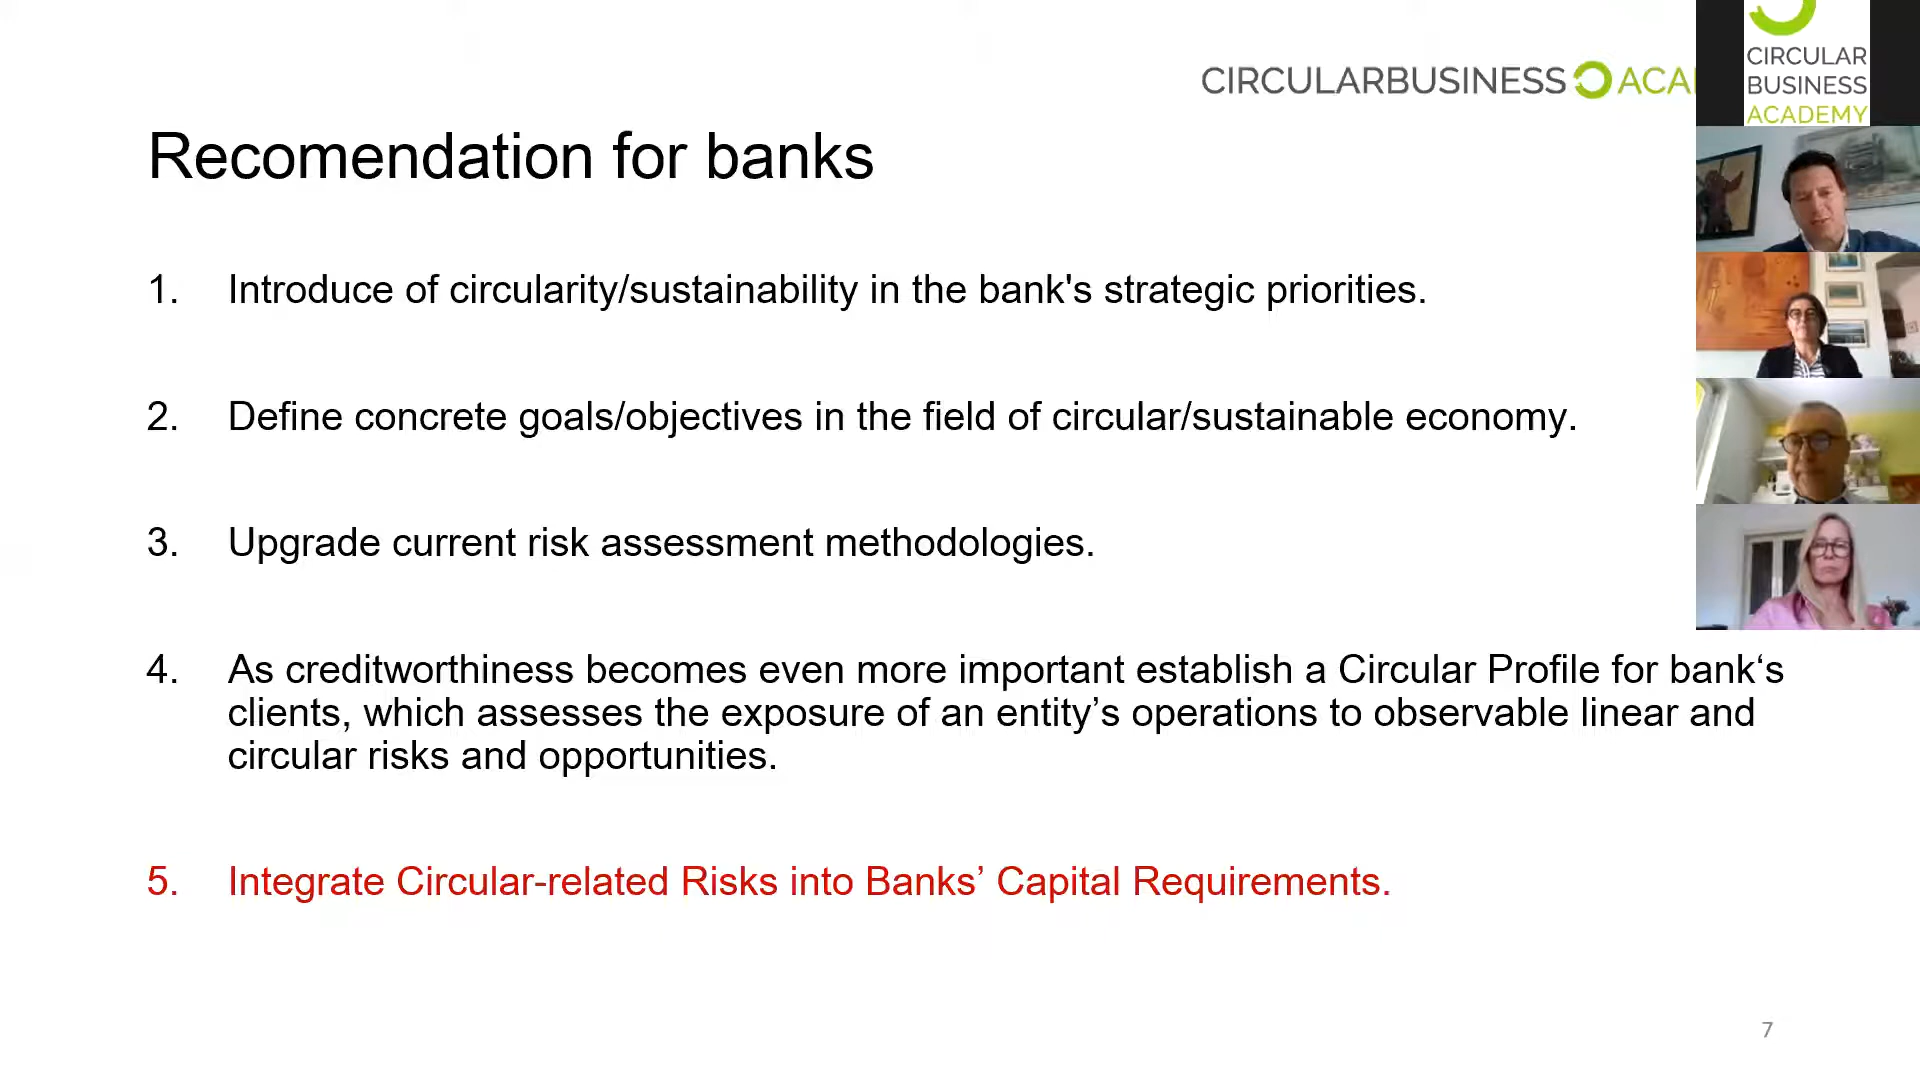 CIRCULARBUSINESS ACA
CIRCULAR
BUSINESS
ACADEMY
Recomendation for banks
1. Introduce of circularity/sustainability in the bank's strategic priorities.
2. Define concrete goals/objectives in the field of circular/sustainable economy.
3. Upgrade current risk assessment methodologies.
4. As creditworthiness becomes even more important establish a Circular Profile for bank‘s
clients, which assesses the exposure of an entity’s operations to observable linear and
circular risks and opportunities.
5. Integrate Circular-related Risks into Banks’ Capital Requirements.
7